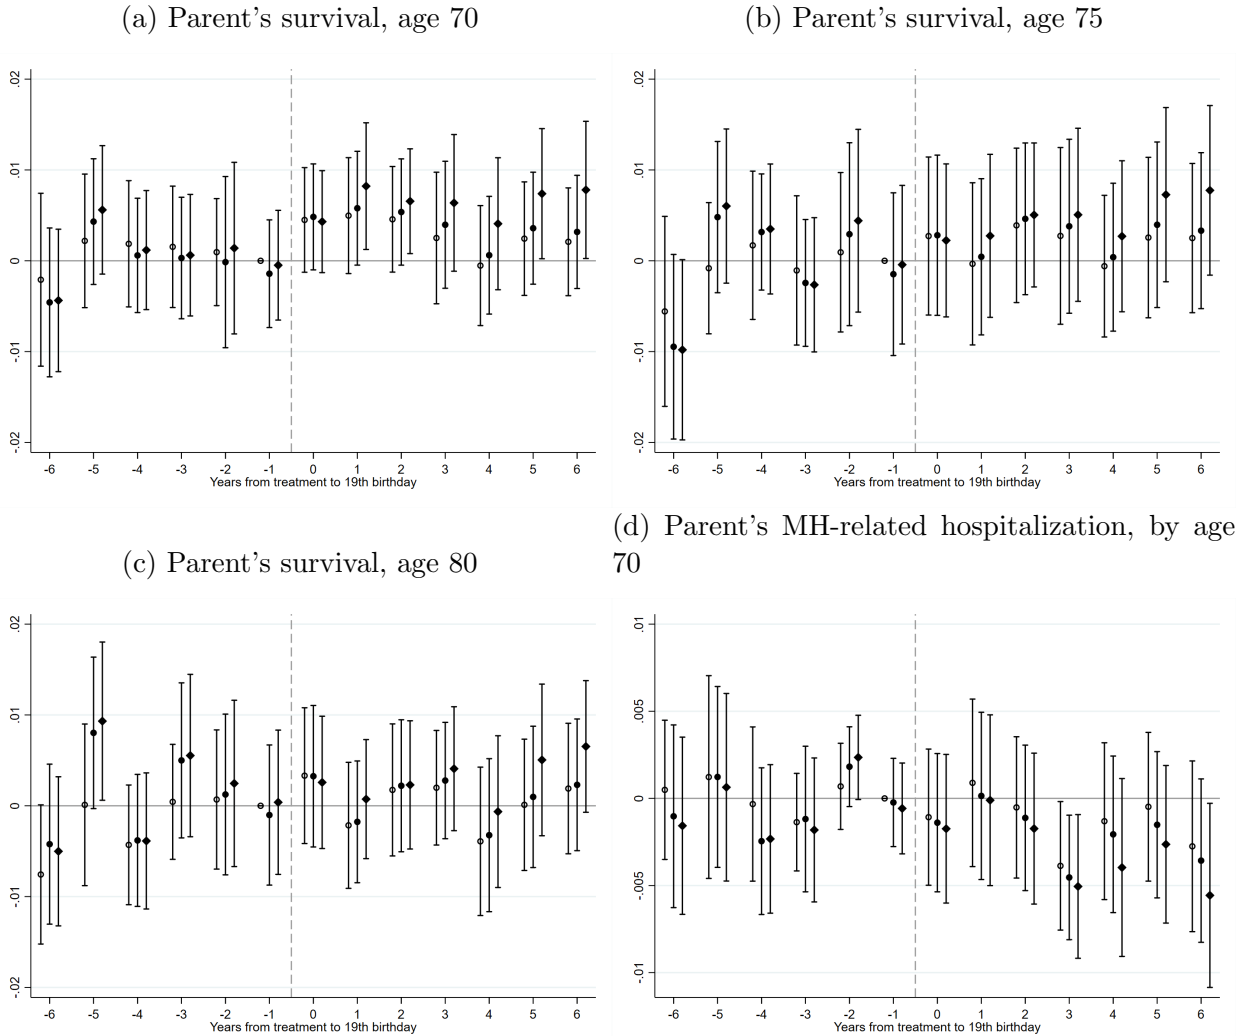 (a) Parent's survival, age 70
.02
.01
0
-.01
-.02
-6 -5 -4 -3 -2 -1 0 1 2 3 4 5 6
Years from treatment to 19th birthday
(b) Parent's survival, age 75
.02
.01
0
-.01
-.02
-6 -5 -4 -3 -2 -1 0 1 2 3 4 5 6
Years from treatment to 19th birthday
(c) Parent's survival, age 80
.02
.01
0
-.01
-.02
-6 -5 -4 -3 -2 -1 0 1 2 3 4 5 6
Years from treatment to 19th birthday
(d) Parent's MH-related hospitalization, by age
70
.01
.005
0
-.005
-.01
-6 -5 -4 -3 -2 -1 0 1 2 3 4 5 6
Years from treatment to 19th birthday